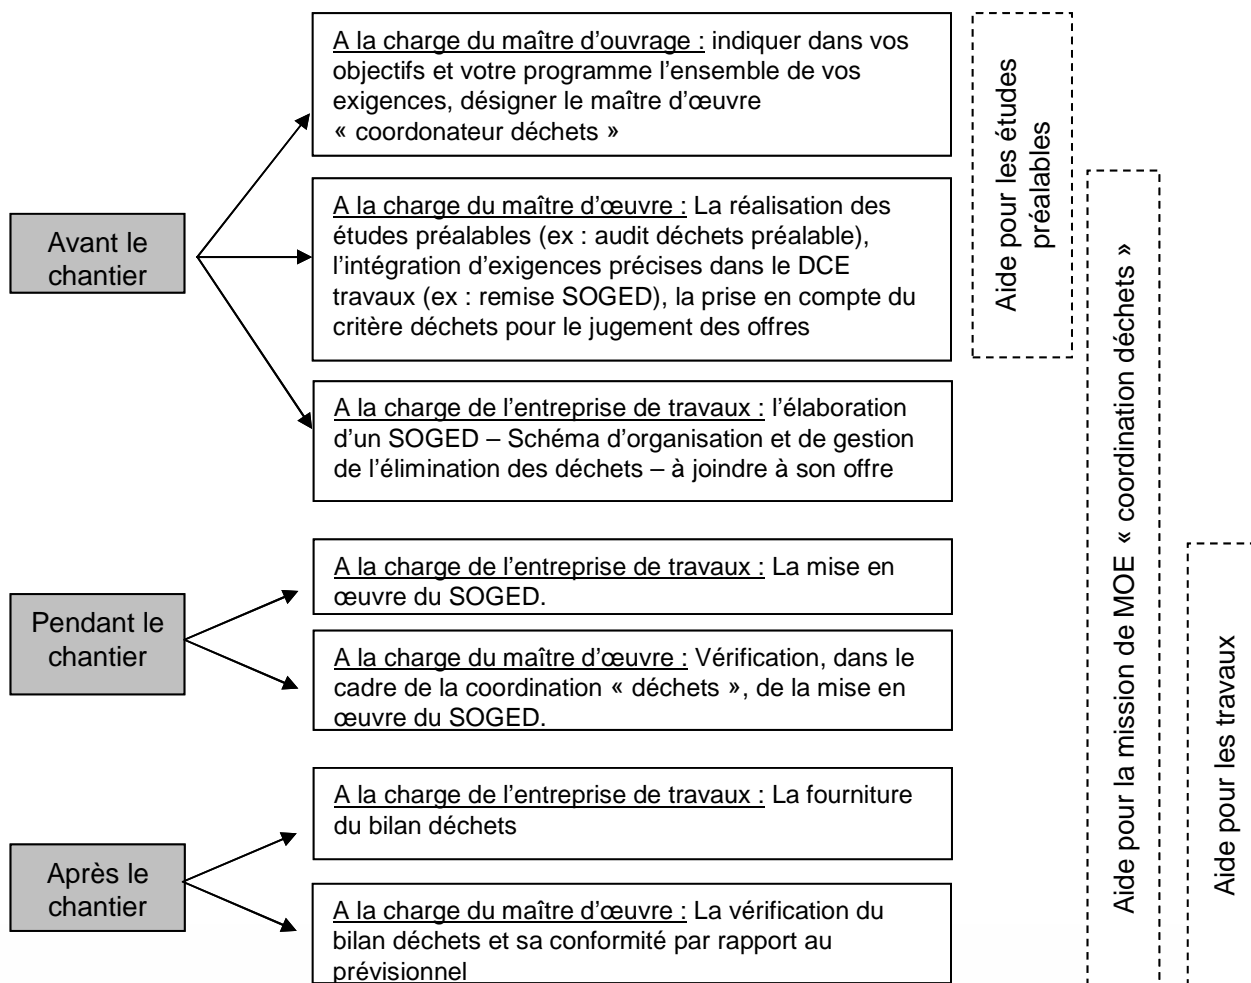 A la charge du maître d'ouvrage : indiquer dans vos
objectifs et votre programme l'ensemble de vos
exigences, désigner le maître d'œuvre
« coordonateur déchets »
Avant le
chantier
A la charge du maître d'œuvre : La réalisation des
études préalables (ex : audit déchets préalable),
l'intégration d'exigences précises dans le DCE
travaux (ex : remise SOGED), la prise en compte du
critère déchets pour le jugement des offres
A la charge de l'entreprise de travaux : l'élaboration
d'un SOGED – Schéma d'organisation et de gestion
de l'élimination des déchets – à joindre à son offre
Pendant le
chantier
A la charge de l'entreprise de travaux : La mise en
œuvre du SOGED.
A la charge du maître d'œuvre : Vérification, dans le
cadre de la coordination « déchets », de la mise en
œuvre du SOGED.
Après le
chantier
A la charge de l'entreprise de travaux : La fourniture
du bilan déchets
A la charge du maître d'œuvre : La vérification du
bilan déchets et sa conformité par rapport au
prévisionnel
Aide pour les études
préalables
Aide pour la mission de MOE « coordination déchets »
Aide pour les travaux